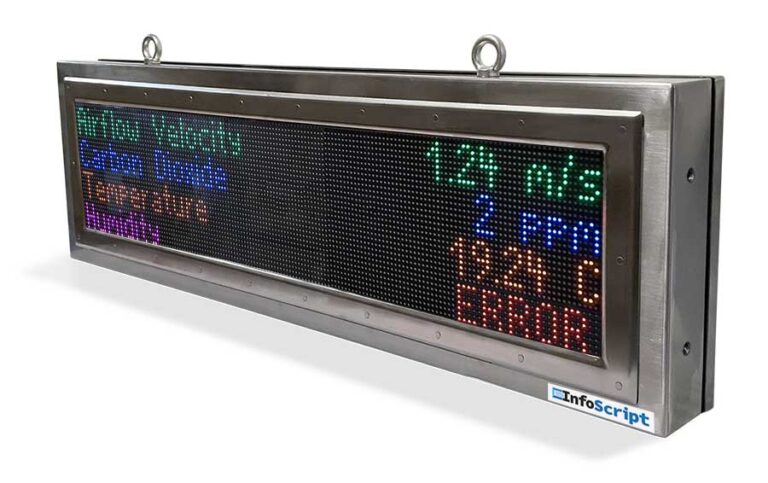 Airflow Velocity 1.24 m/s
Carbon Dioxide 2 PPM
Temperature 19.24 C
Humidity ERROR
InfoScript